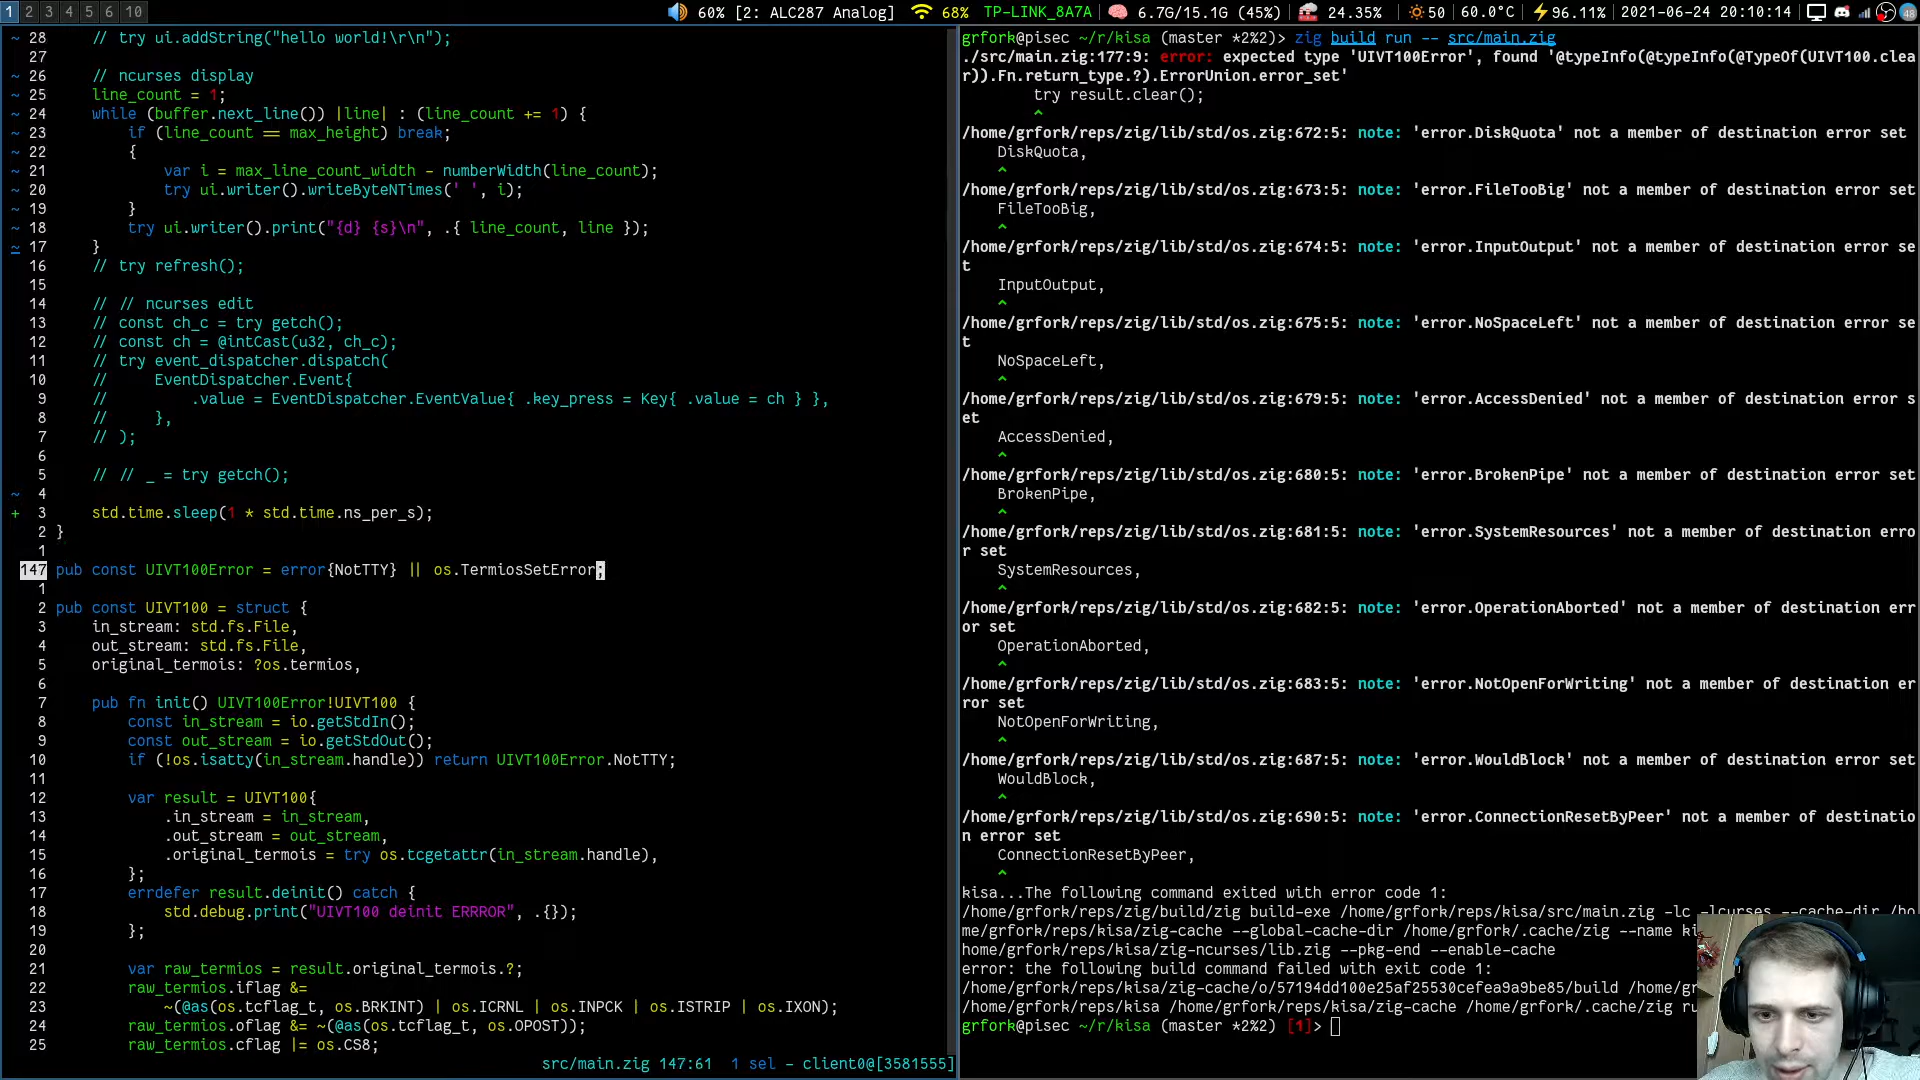 1 2 3 4 5 6 10 60% [2: ALC287 Analog] 68% TP-LINK_8A7A 6.7G/15.1G (45%) 24.35% 50 60.0°C 96.11% 2021-06-24 20:10:14 48
~ 28 // try ui.addString("hello world!\r\n");
27
~ 26 // ncurses display
~ 25 line_count = 1;
~ 24 while (buffer.next_line()) |line| : (line_count += 1) {
~ 23 if (line_count == max_height) break;
~ 22 {
~ 21 var i = max_line_count_width - numberWidth(line_count);
~ 20 try ui.writer().writeByteNTimes(' ', i);
~ 19 }
~ 18 try ui.writer().print("{d} {s}\n", .{ line_count, line });
~ 17 }
16 // try refresh();
15
14 // // ncurses edit
13 // const ch_c = try getch();
12 // const ch = @intCast(u32, ch_c);
11 // try event_dispatcher.dispatch(
10 // EventDispatcher.Event{
9 // .value = EventDispatcher.EventValue{ .key_press = Key{ .value = ch } },
8 // },
7 // );
6
5 // // _ = try getch();
~ 4
+ 3 std.time.sleep(1 * std.time.ns_per_s);
2 }
1
147 pub const UIVT100Error = error{NotTTY} || os.TermiosSetError;
1
2 pub const UIVT100 = struct {
3 in_stream: std.fs.File,
4 out_stream: std.fs.File,
5 original_termois: ?os.termios,
6
7 pub fn init() UIVT100Error!UIVT100 {
8 const in_stream = io.getStdIn();
9 const out_stream = io.getStdOut();
10 if (!os.isatty(in_stream.handle)) return UIVT100Error.NotTTY;
11
12 var result = UIVT100{
13 .in_stream = in_stream,
14 .out_stream = out_stream,
15 .original_termois = try os.tcgetattr(in_stream.handle),
16 };
17 errdefer result.deinit() catch {
18 std.debug.print("UIVT100 deinit ERRROR", .{});
19 };
20
21 var raw_termios = result.original_termois.?;
22 raw_termios.iflag &=
23 ~(@as(os.tcflag_t, os.BRKINT) | os.ICRNL | os.INPCK | os.ISTRIP | os.IXON);
24 raw_termios.oflag &= ~(@as(os.tcflag_t, os.OPOST));
25 raw_termios.cflag |= os.CS8;
src/main.zig 147:61 1 sel - client0@[3581555]
grfork@pisec ~/r/kisa (master *2%2)> zig build run -- src/main.zig
./src/main.zig:177:9: error: expected type 'UIVT100Error', found '@typeInfo(@typeInfo(@TypeOf(UIVT100.clea
r)).Fn.return_type.?).ErrorUnion.error_set'
try result.clear();
^
/home/grfork/reps/zig/lib/std/os.zig:672:5: note: 'error.DiskQuota' not a member of destination error set
DiskQuota,
^
/home/grfork/reps/zig/lib/std/os.zig:673:5: note: 'error.FileTooBig' not a member of destination error set
FileTooBig,
^
/home/grfork/reps/zig/lib/std/os.zig:674:5: note: 'error.InputOutput' not a member of destination error se
t
InputOutput,
^
/home/grfork/reps/zig/lib/std/os.zig:675:5: note: 'error.NoSpaceLeft' not a member of destination error se
t
NoSpaceLeft,
^
/home/grfork/reps/zig/lib/std/os.zig:679:5: note: 'error.AccessDenied' not a member of destination error s
et
AccessDenied,
^
/home/grfork/reps/zig/lib/std/os.zig:680:5: note: 'error.BrokenPipe' not a member of destination error set
BrokenPipe,
^
/home/grfork/reps/zig/lib/std/os.zig:681:5: note: 'error.SystemResources' not a member of destination erro
r set
SystemResources,
^
/home/grfork/reps/zig/lib/std/os.zig:682:5: note: 'error.OperationAborted' not a member of destination err
or set
OperationAborted,
^
/home/grfork/reps/zig/lib/std/os.zig:683:5: note: 'error.NotOpenForWriting' not a member of destination er
ror set
NotOpenForWriting,
^
/home/grfork/reps/zig/lib/std/os.zig:687:5: note: 'error.WouldBlock' not a member of destination error set
WouldBlock,
^
/home/grfork/reps/zig/lib/std/os.zig:690:5: note: 'error.ConnectionResetByPeer' not a member of destinatio
n error set
ConnectionResetByPeer,
^
kisa...The following command exited with error code 1:
/home/grfork/reps/zig/build/zig build-exe /home/grfork/reps/kisa/src/main.zig -lc -lcurses --cache-dir /ho
me/grfork/reps/kisa/zig-cache --global-cache-dir /home/grfork/.cache/zig --name ki
home/grfork/reps/kisa/zig-ncurses/lib.zig --pkg-end --enable-cache
error: the following build command failed with exit code 1:
/home/grfork/reps/kisa/zig-cache/o/57194dd100e25af25530cefea9a9be85/build /home/gr
/home/grfork/reps/kisa /home/grfork/reps/kisa/zig-cache /home/grfork/.cache/zig ru
grfork@pisec ~/r/kisa (master *2%2) [1]>